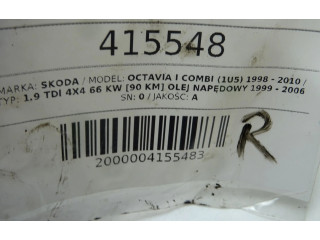 415548
MARKA: SKODA / MODEL: OCTAVIA I COMBI (1U5) 1998 - 2010 /
TYP: 1.9 TDI 4X4 66 KW [90 KM] OLEJ NAPĘDOWY 1999 - 2006
SN: 0 / JAKOŚĆ: A
R
2000004155483